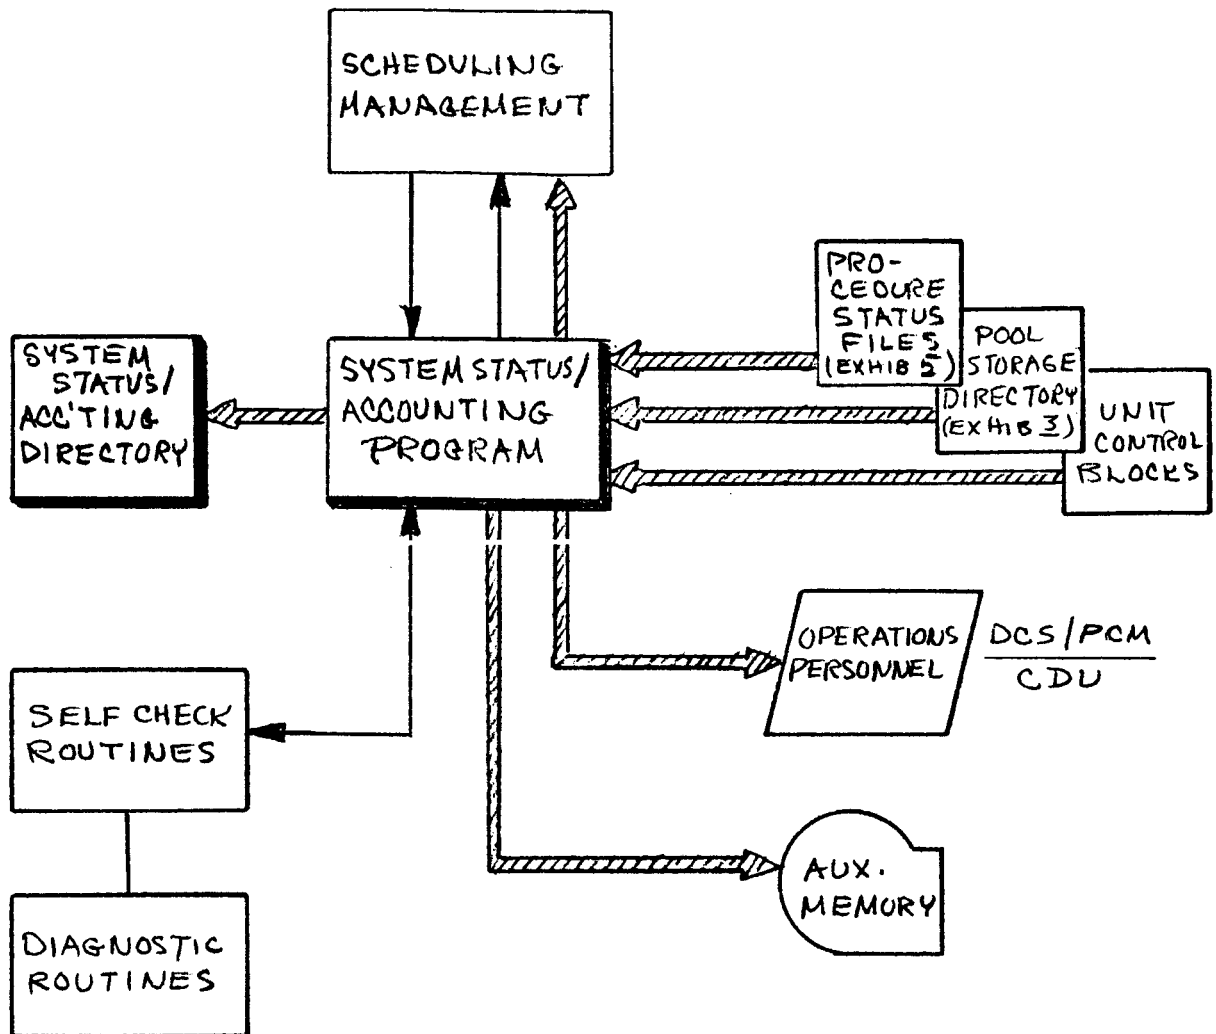 SCHEDULING
MANAGEMENT
PRO-
CEDURE
STATUS
FILES
(EXHIB 5)
POOL
STORAGE
DIRECTORY
(EXHIB 3)
UNIT
CONTROL
BLOCKS
SYSTEM
STATUS/
ACC'TING
DIRECTORY
SYSTEM STATUS/
ACCOUNTING
PROGRAM
OPERATIONS
PERSONNEL
DCS/PCM
CDU
SELF CHECK
ROUTINES
AUX.
MEMORY
DIAGNOSTIC
ROUTINES